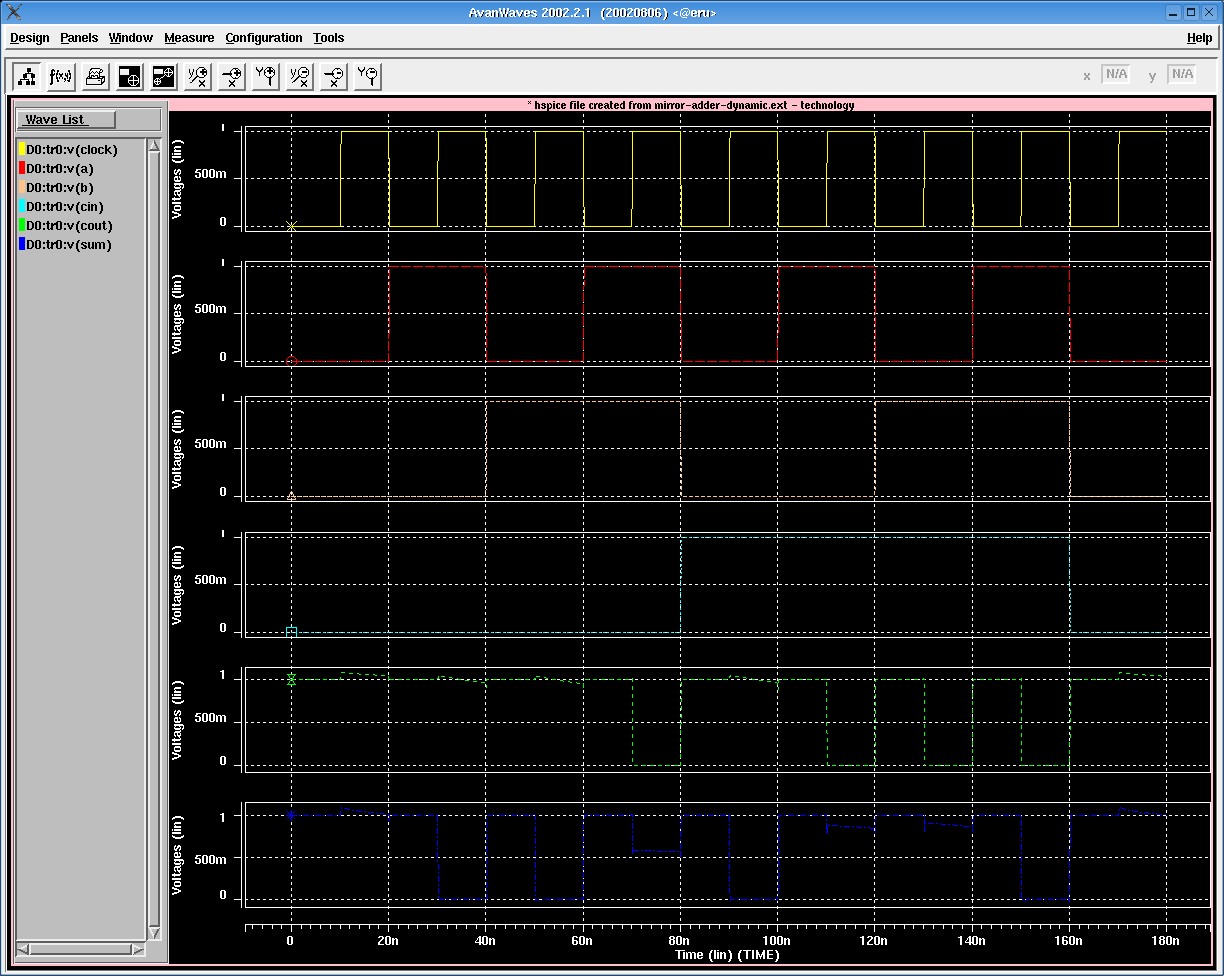 AvanWaves 2002.2.1 (20020806) <@eru>
Design Panels Window Measure Configuration Tools Help
f(x) y x x Y y x x Y x N/A y N/A
* hspice file created from mirror-adder-dynamic.ext - technology
Wave List
D0:tr0:v(clock)
D0:tr0:v(a)
D0:tr0:v(b)
D0:tr0:v(cin)
D0:tr0:v(cout)
D0:tr0:v(sum)
Voltages (lin)
1
500m
0
Voltages (lin)
1
500m
0
Voltages (lin)
1
500m
0
Voltages (lin)
1
500m
0
Voltages (lin)
1
500m
0
Voltages (lin)
1
500m
0
0 20n 40n 60n 80n 100n 120n 140n 160n 180n
Time (lin) (TIME)